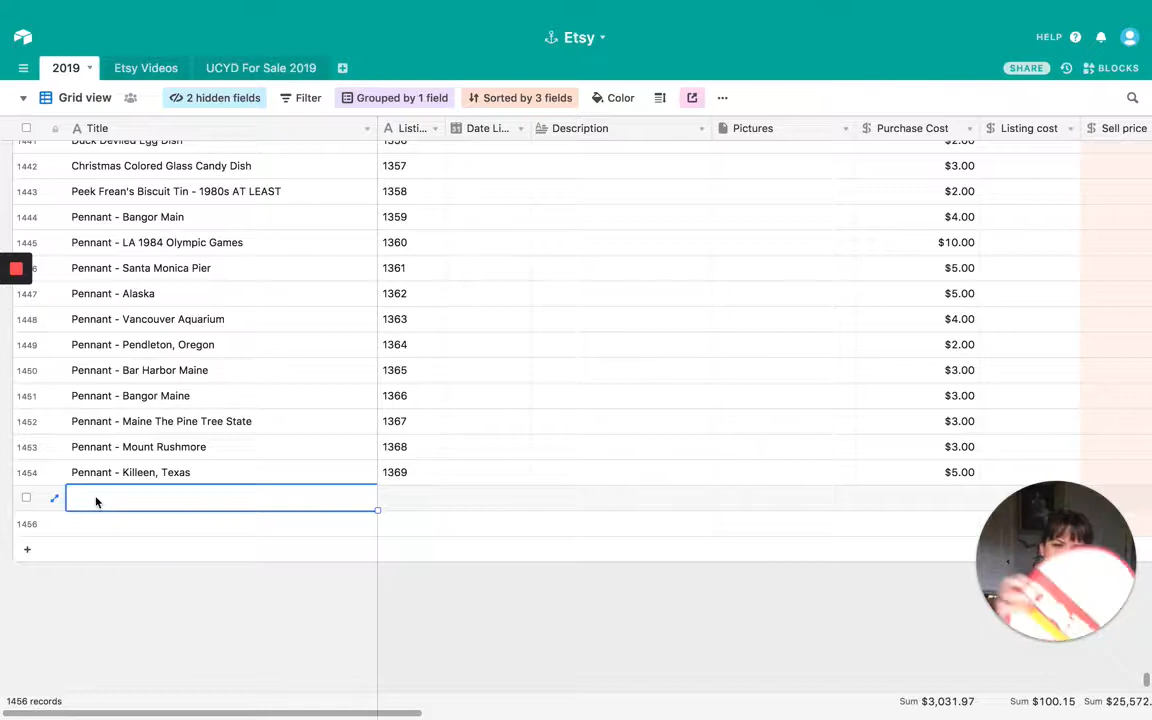 Etsy
HELP
2019 Etsy Videos UCYD For Sale 2019
SHARE BLOCKS
Grid view 2 hidden fields Filter Grouped by 1 field Sorted by 3 fields Color
Title Listi... Date Li... Description Pictures Purchase Cost Listing cost Sell price
1441 Duck Deviled Egg Dish 1356 $2.00
1442 Christmas Colored Glass Candy Dish 1357 $3.00
1443 Peek Frean's Biscuit Tin - 1980s AT LEAST 1358 $2.00
1444 Pennant - Bangor Main 1359 $4.00
1445 Pennant - LA 1984 Olympic Games 1360 $10.00
Pennant - Santa Monica Pier 1361 $5.00
1447 Pennant - Alaska 1362 $5.00
1448 Pennant - Vancouver Aquarium 1363 $4.00
1449 Pennant - Pendleton, Oregon 1364 $2.00
1450 Pennant - Bar Harbor Maine 1365 $3.00
1451 Pennant - Bangor Maine 1366 $3.00
1452 Pennant - Maine The Pine Tree State 1367 $3.00
1453 Pennant - Mount Rushmore 1368 $3.00
1454 Pennant - Killeen, Texas 1369 $5.00
1456
1456 records Sum $3,031.97 Sum $100.15 Sum $25,572.